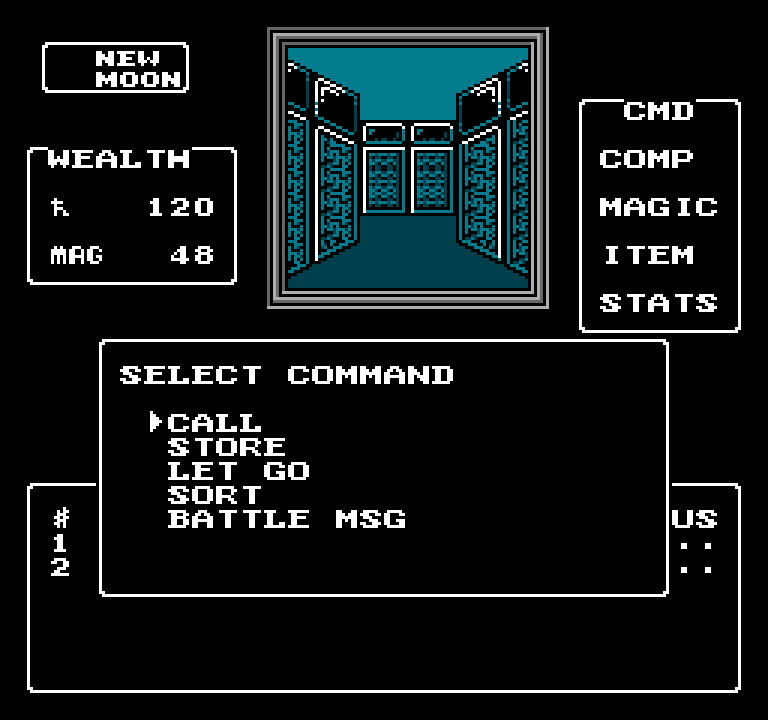 NEW
MOON
WEALTH
ħ 120
MAG 48
CMD
COMP
MAGIC
ITEM
STATS
SELECT COMMAND
CALL
STORE
LET GO
SORT
BATTLE MSG
# US
1 ..
2 ..